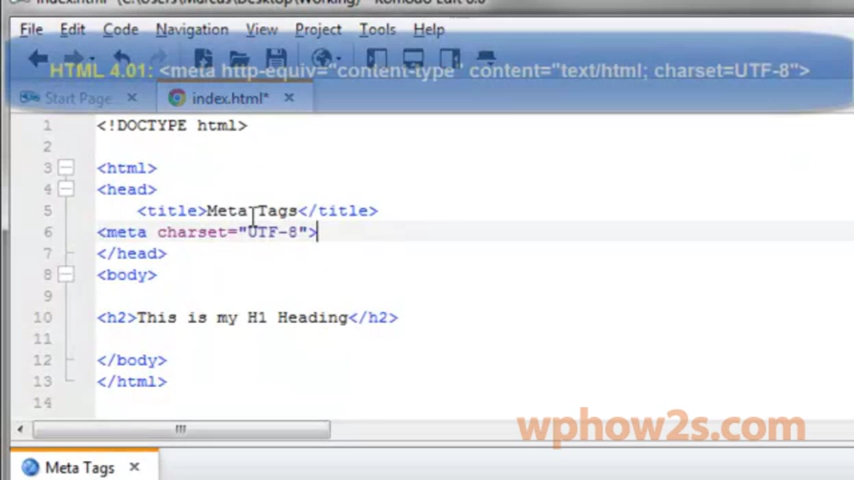 File Edit Code Navigation View Project Tools Help
HTML 4.01: <meta http-equiv="content-type" content="text/html; charset=UTF-8">
Start Page
index.html*
1 <!DOCTYPE html>
2
3 <html>
4 <head>
5 <title>Meta Tags</title>
6 <meta charset="UTF-8">
7 </head>
8 <body>
9
10 <h2>This is my H1 Heading</h2>
11
12 </body>
13 </html>
14
wphow2s.com
Meta Tags